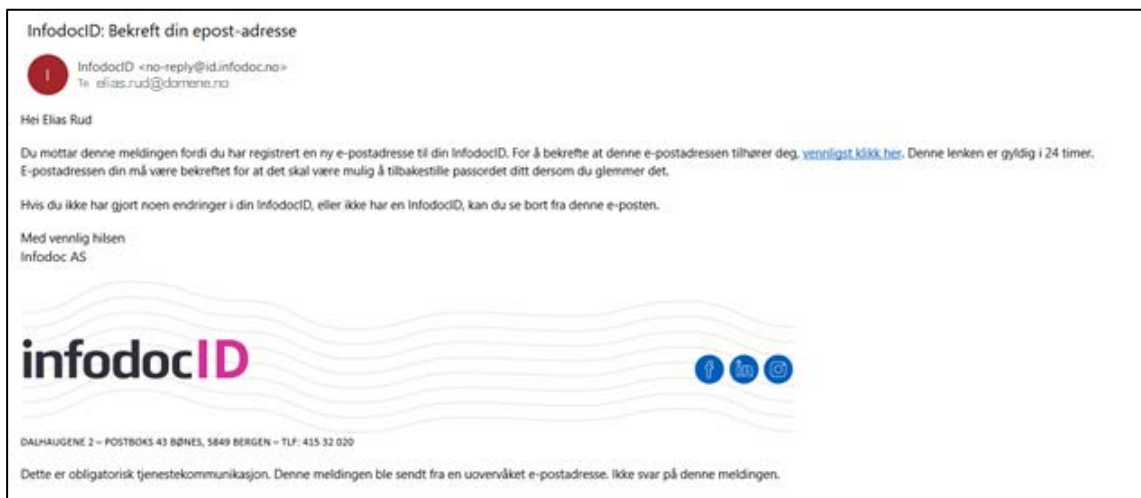 InfodocID: Bekreft din epost-adresse
I
InfodocID <no-reply@id.infodoc.no>
To elias.rud@domene.no
Hei Elias Rud
Du mottar denne meldingen fordi du har registrert en ny e-postadresse til din InfodocID. For å bekrefte at denne e-postadressen tilhører deg, vennligst klikk her. Denne lenken er gyldig i 24 timer.
E-postadressen din må være bekreftet for at det skal være mulig å tilbakestille passordet ditt dersom du glemmer det.
Hvis du ikke har gjort noen endringer i din InfodocID, eller ikke har en InfodocID, kan du se bort fra denne e-posten.
Med vennlig hilsen
Infodoc AS
infodocID
f in
DALHAUGENE 2 – POSTBOKS 43 BØNES, 5849 BERGEN – TLF: 415 32 020
Dette er obligatorisk tjenestekommunikasjon. Denne meldingen ble sendt fra en uovervåket e-postadresse. Ikke svar på denne meldingen.